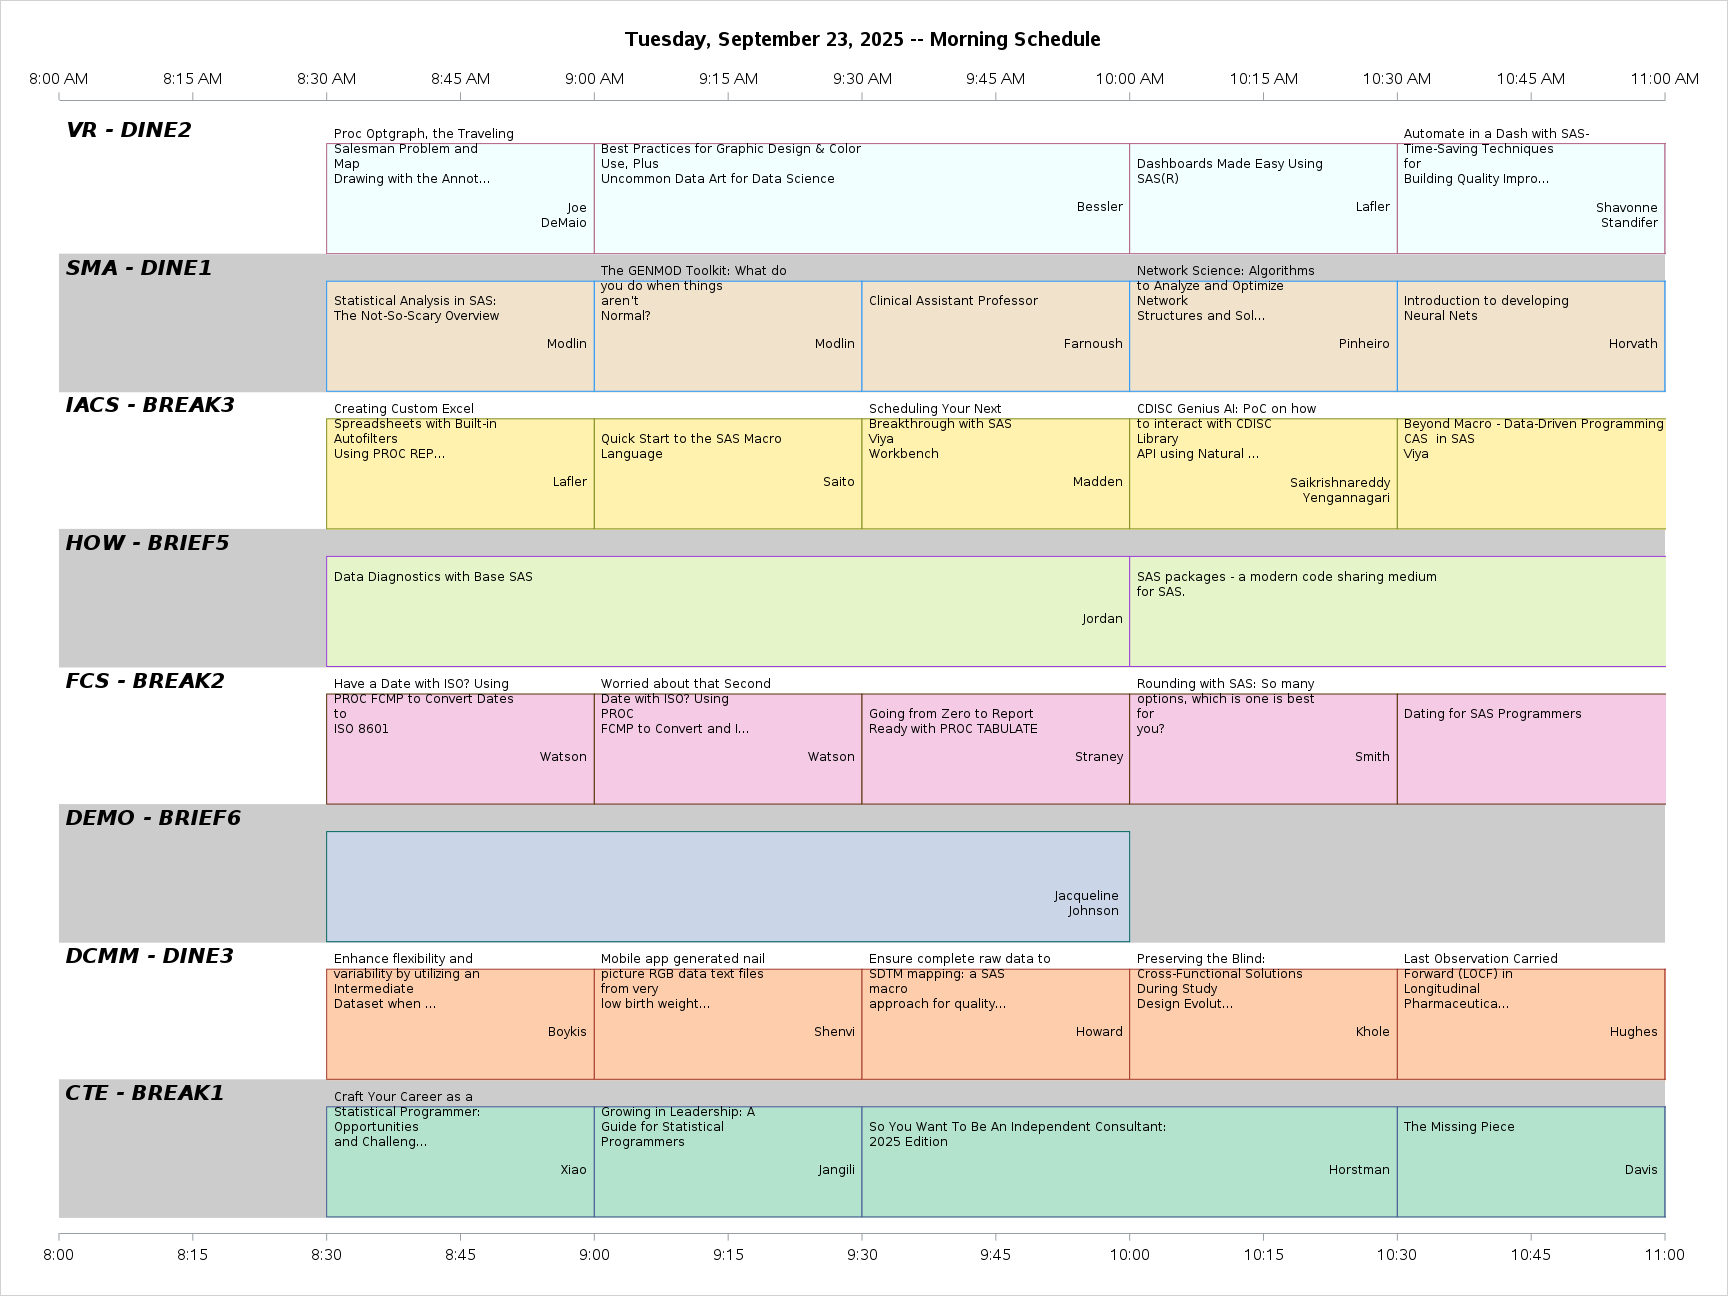 Tuesday, September 23, 2025 -- Morning Schedule
8:00 AM 8:15 AM 8:30 AM 8:45 AM 9:00 AM 9:15 AM 9:30 AM 9:45 AM 10:00 AM 10:15 AM 10:30 AM 10:45 AM 11:00 AM
VR - DINE2
Proc Optgraph, the Traveling
Salesman Problem and
Map
Drawing with the Annot...
Joe
DeMaio
Best Practices for Graphic Design & Color
Use, Plus
Uncommon Data Art for Data Science
Bessler
Dashboards Made Easy Using
SAS(R)
Lafler
Automate in a Dash with SAS-
Time-Saving Techniques
for
Building Quality Impro...
Shavonne
Standifer
SMA - DINE1
Statistical Analysis in SAS:
The Not-So-Scary Overview
Modlin
The GENMOD Toolkit: What do
you do when things
aren't
Normal?
Modlin
Clinical Assistant Professor
Farnoush
Network Science: Algorithms
to Analyze and Optimize
Network
Structures and Sol...
Pinheiro
Introduction to developing
Neural Nets
Horvath
IACS - BREAK3
Creating Custom Excel
Spreadsheets with Built-in
Autofilters
Using PROC REP...
Lafler
Quick Start to the SAS Macro
Language
Saito
Scheduling Your Next
Breakthrough with SAS
Viya
Workbench
Madden
CDISC Genius AI: PoC on how
to interact with CDISC
Library
API using Natural ...
Saikrishnareddy
Yengannagari
Beyond Macro - Data-Driven Programming
CAS  in SAS
Viya
HOW - BRIEF5
Data Diagnostics with Base SAS
Jordan
SAS packages - a modern code sharing medium
for SAS.
FCS - BREAK2
Have a Date with ISO? Using
PROC FCMP to Convert Dates
to
ISO 8601
Watson
Worried about that Second
Date with ISO? Using
PROC
FCMP to Convert and I...
Watson
Going from Zero to Report
Ready with PROC TABULATE
Straney
Rounding with SAS: So many
options, which is one is best
for
you?
Smith
Dating for SAS Programmers
DEMO - BRIEF6
Jacqueline
Johnson
DCMM - DINE3
Enhance flexibility and
variability by utilizing an
Intermediate
Dataset when ...
Boykis
Mobile app generated nail
picture RGB data text files
from very
low birth weight...
Shenvi
Ensure complete raw data to
SDTM mapping: a SAS
macro
approach for quality...
Howard
Preserving the Blind:
Cross-Functional Solutions
During Study
Design Evolut...
Khole
Last Observation Carried
Forward (LOCF) in
Longitudinal
Pharmaceutica...
Hughes
CTE - BREAK1
Craft Your Career as a
Statistical Programmer:
Opportunities
and Challeng...
Xiao
Growing in Leadership: A
Guide for Statistical
Programmers
Jangili
So You Want To Be An Independent Consultant:
2025 Edition
Horstman
The Missing Piece
Davis
8:00 8:15 8:30 8:45 9:00 9:15 9:30 9:45 10:00 10:15 10:30 10:45 11:00